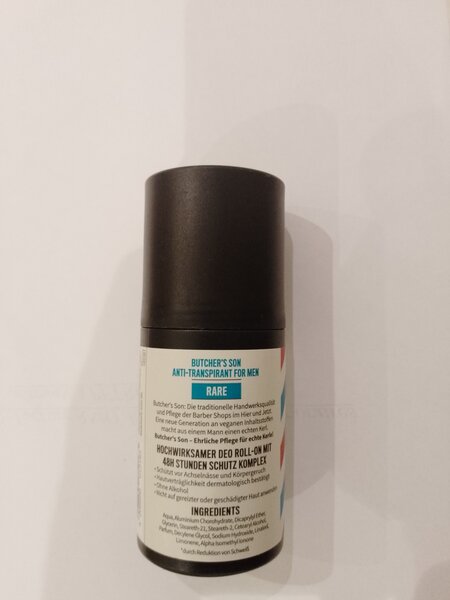 BUTCHER'S SON
ANTI-TRANSPIRANT FOR MEN
RARE
Butcher's Son: Die traditionelle Handwerksqualität
und Pflege der Barber Shops im Hier und Jetzt.
Eine neue Generation an veganen Inhaltsstoffen
macht aus einem Mann einen echten Kerl.
Butcher's Son – Ehrliche Pflege für echte Kerle!
HOCHWIRKSAMER DEO ROLL-ON MIT
48H STUNDEN SCHUTZ KOMPLEX
• Schützt vor Achselnässe und Körpergeruch
• Hautverträglichkeit dermatologisch bestätigt
• Ohne Alkohol
• Nicht auf gereizter oder geschädigter Haut anwenden
INGREDIENTS
Aqua, Aluminium Chlorohydrate, Dicaprylyl Ether,
Glycerin, Steareth-21, Steareth-2, Cetearyl Alcohol,
Parfum, Decylene Glycol, Sodium Hydroxide, Linalool,
Limonene, Alpha Isomethyl Ionone
*durch Reduktion von Schweiß